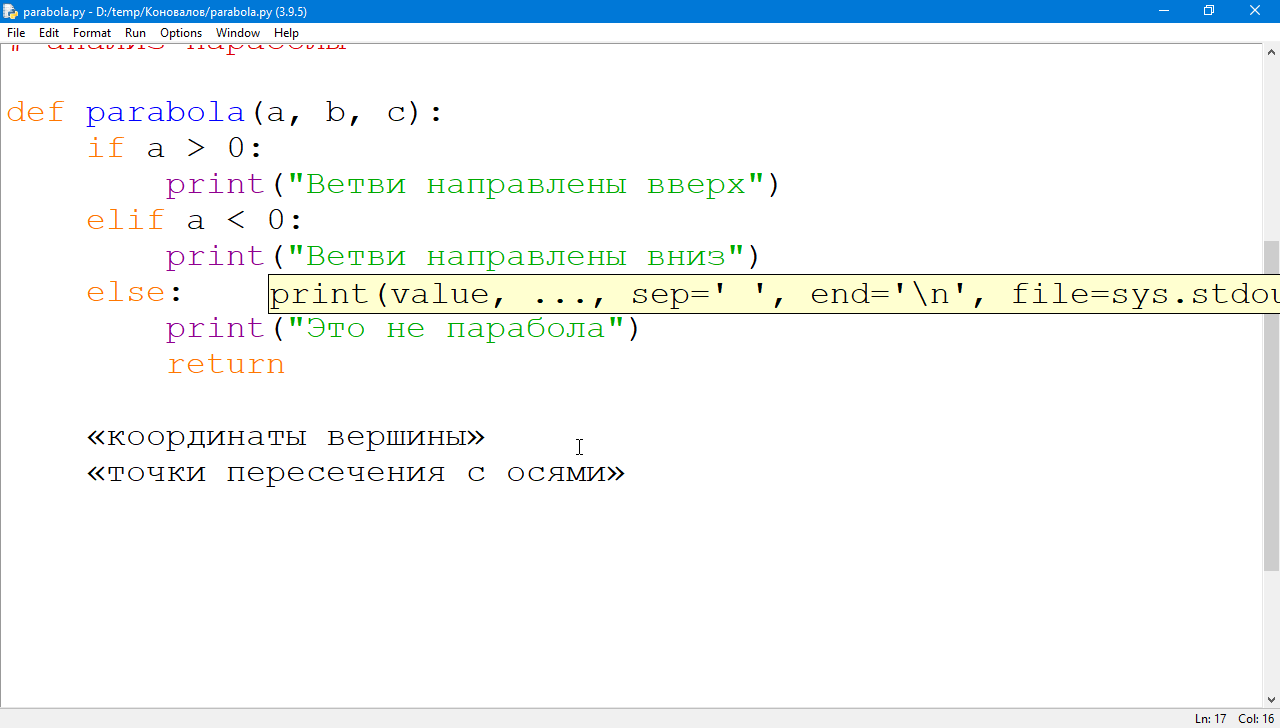 parabola.py - D:/temp/Коновалов/parabola.py (3.9.5)
File Edit Format Run Options Window Help
# анализ параболы
def parabola(a, b, c):
    if a > 0:
        print("Ветви направлены вверх")
    elif a < 0:
        print("Ветви направлены вниз")
    else:
print(value, ..., sep=' ', end='\n', file=sys.stdou
        print("Это не парабола")
        return
    «координаты вершины»
    «точки пересечения с осями»
Ln: 17 Col: 16